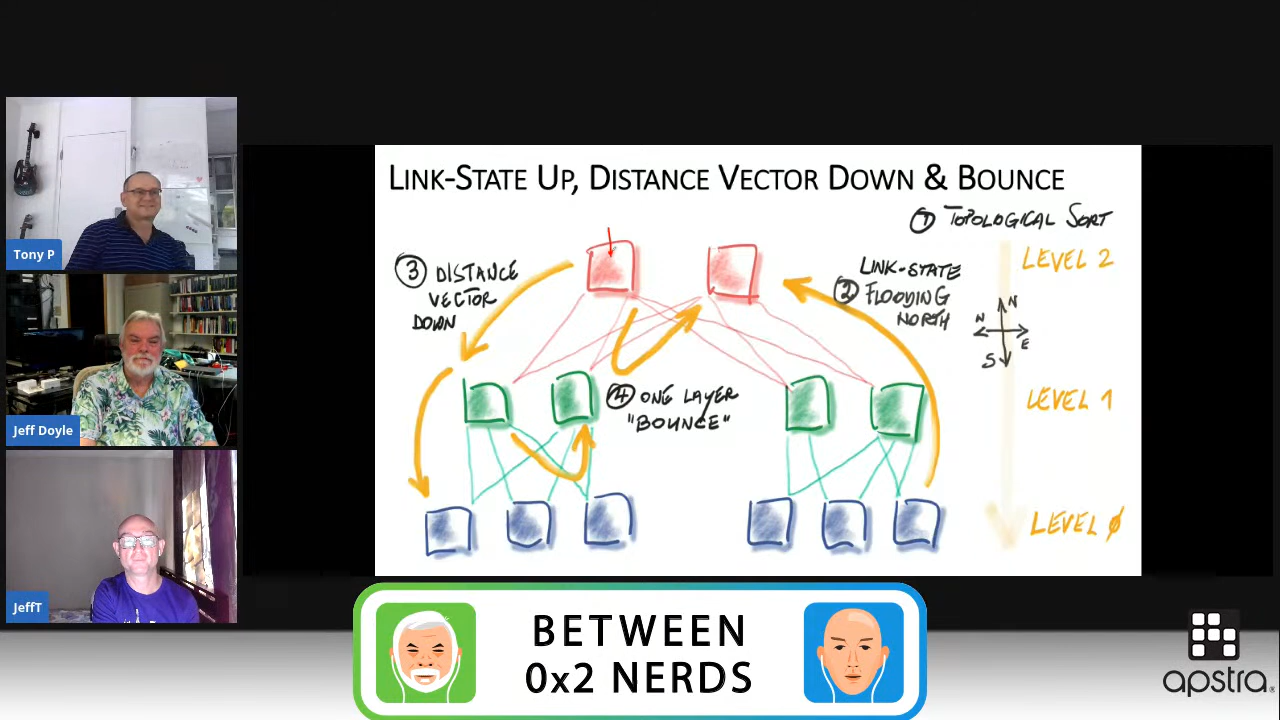 LINK-STATE UP, DISTANCE VECTOR DOWN & BOUNCE
1 TOPOLOGICAL SORT
LEVEL 2
3 DISTANCE
VECTOR
DOWN
LINK-STATE
2 FLOODING
NORTH
N
N
E
S
4 ONE LAYER
"BOUNCE"
LEVEL 1
LEVEL 0
Tony P
Jeff Doyle
JeffT
BETWEEN
0x2 NERDS
apstra